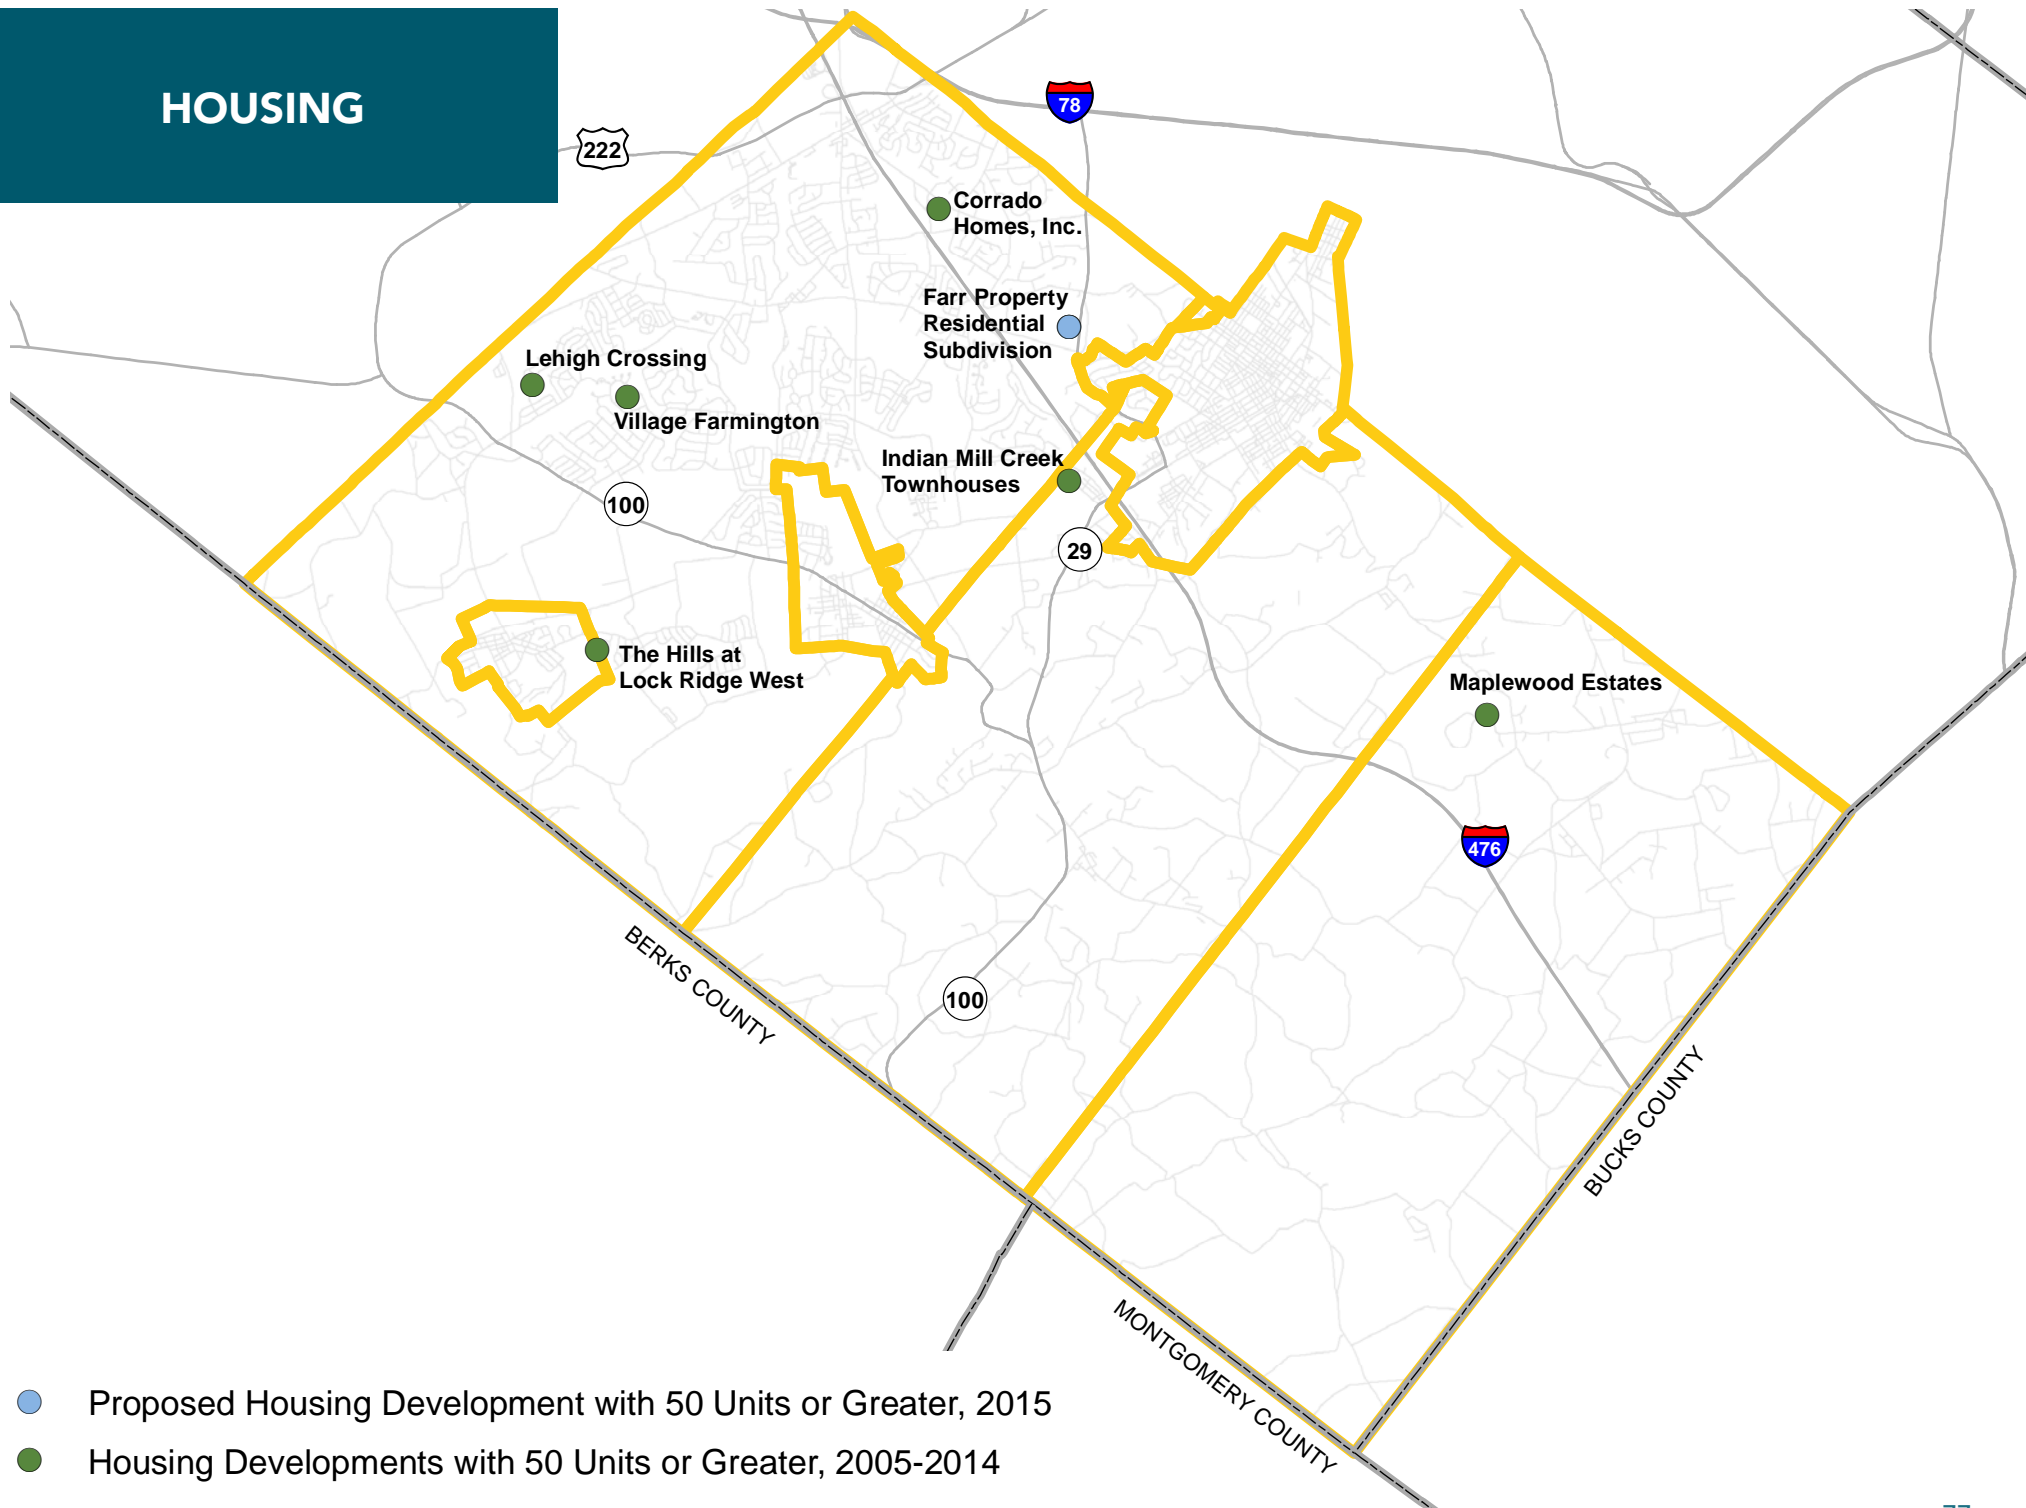 HOUSING
78
222
Corrado
Homes, Inc.
Farr Property
Residential
Subdivision
Lehigh Crossing
Village Farmington
Indian Mill Creek
Townhouses
100
29
The Hills at
Lock Ridge West
Maplewood Estates
476
BERKS COUNTY
100
BUCKS COUNTY
MONTGOMERY COUNTY
Proposed Housing Development with 50 Units or Greater, 2015
Housing Developments with 50 Units or Greater, 2005-2014